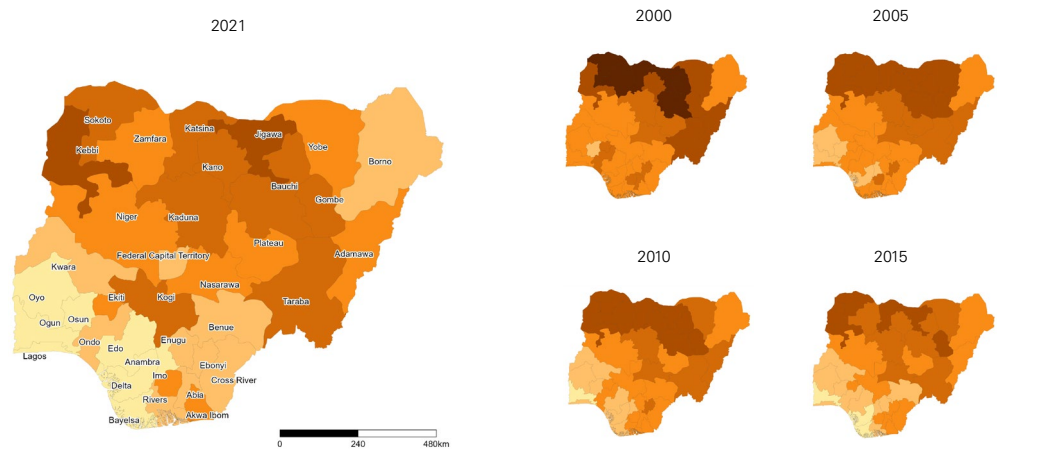 2021
2000
2005
Sokoto
Zamfara
Katsina
Jigawa
Kebbi
Yobe
Borno
Kano
Bauchi
Gombe
Niger
Kaduna
Plateau
Adamawa
Federal Capital Territory
Kwara
Nasarawa
Oyo
Ekiti
Kogi
Taraba
Ogun
Osun
Benue
Ondo
Edo
Enugu
Lagos
Anambra
Ebonyi
Imo
Cross River
Delta
Rivers
Abia
Bayelsa
Akwa Ibom
0
240
480km
2010
2015